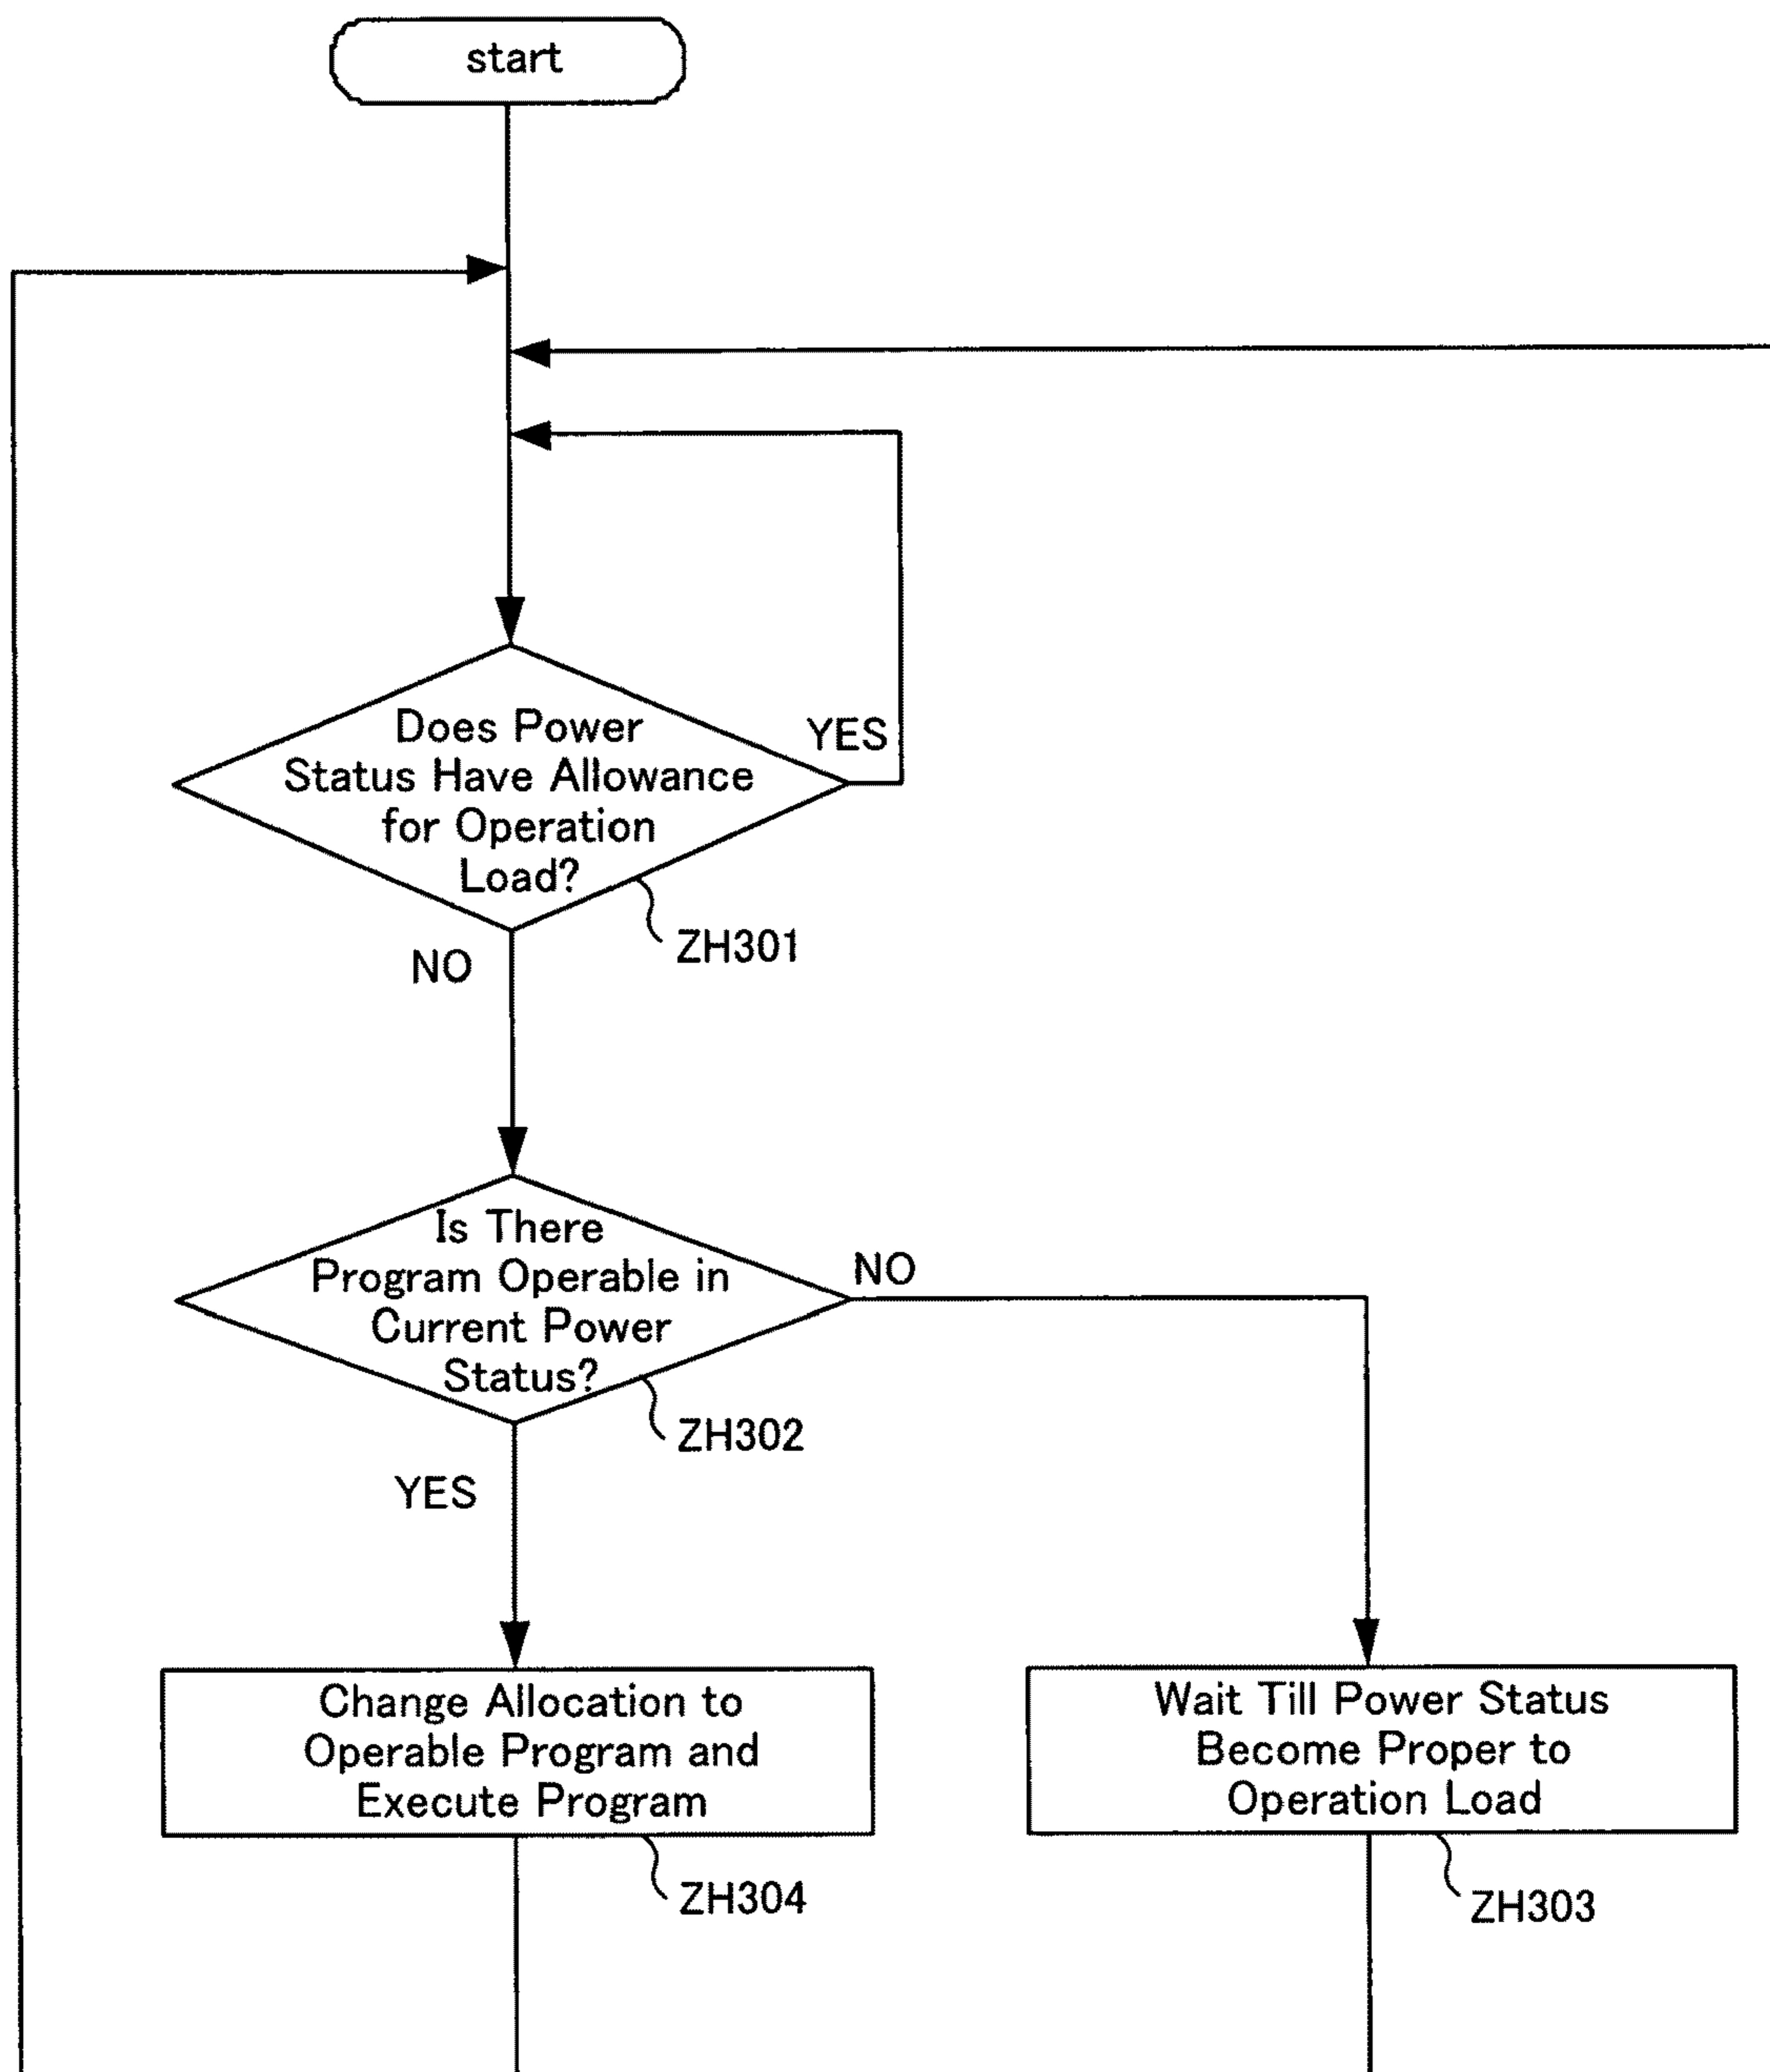 start
Does Power
Status Have Allowance
for Operation
Load?
YES
ZH301
NO
Is There
Program Operable in
Current Power
Status?
NO
ZH302
YES
Change Allocation to
Operable Program and
Execute Program
ZH304
Wait Till Power Status
Become Proper to
Operation Load
ZH303